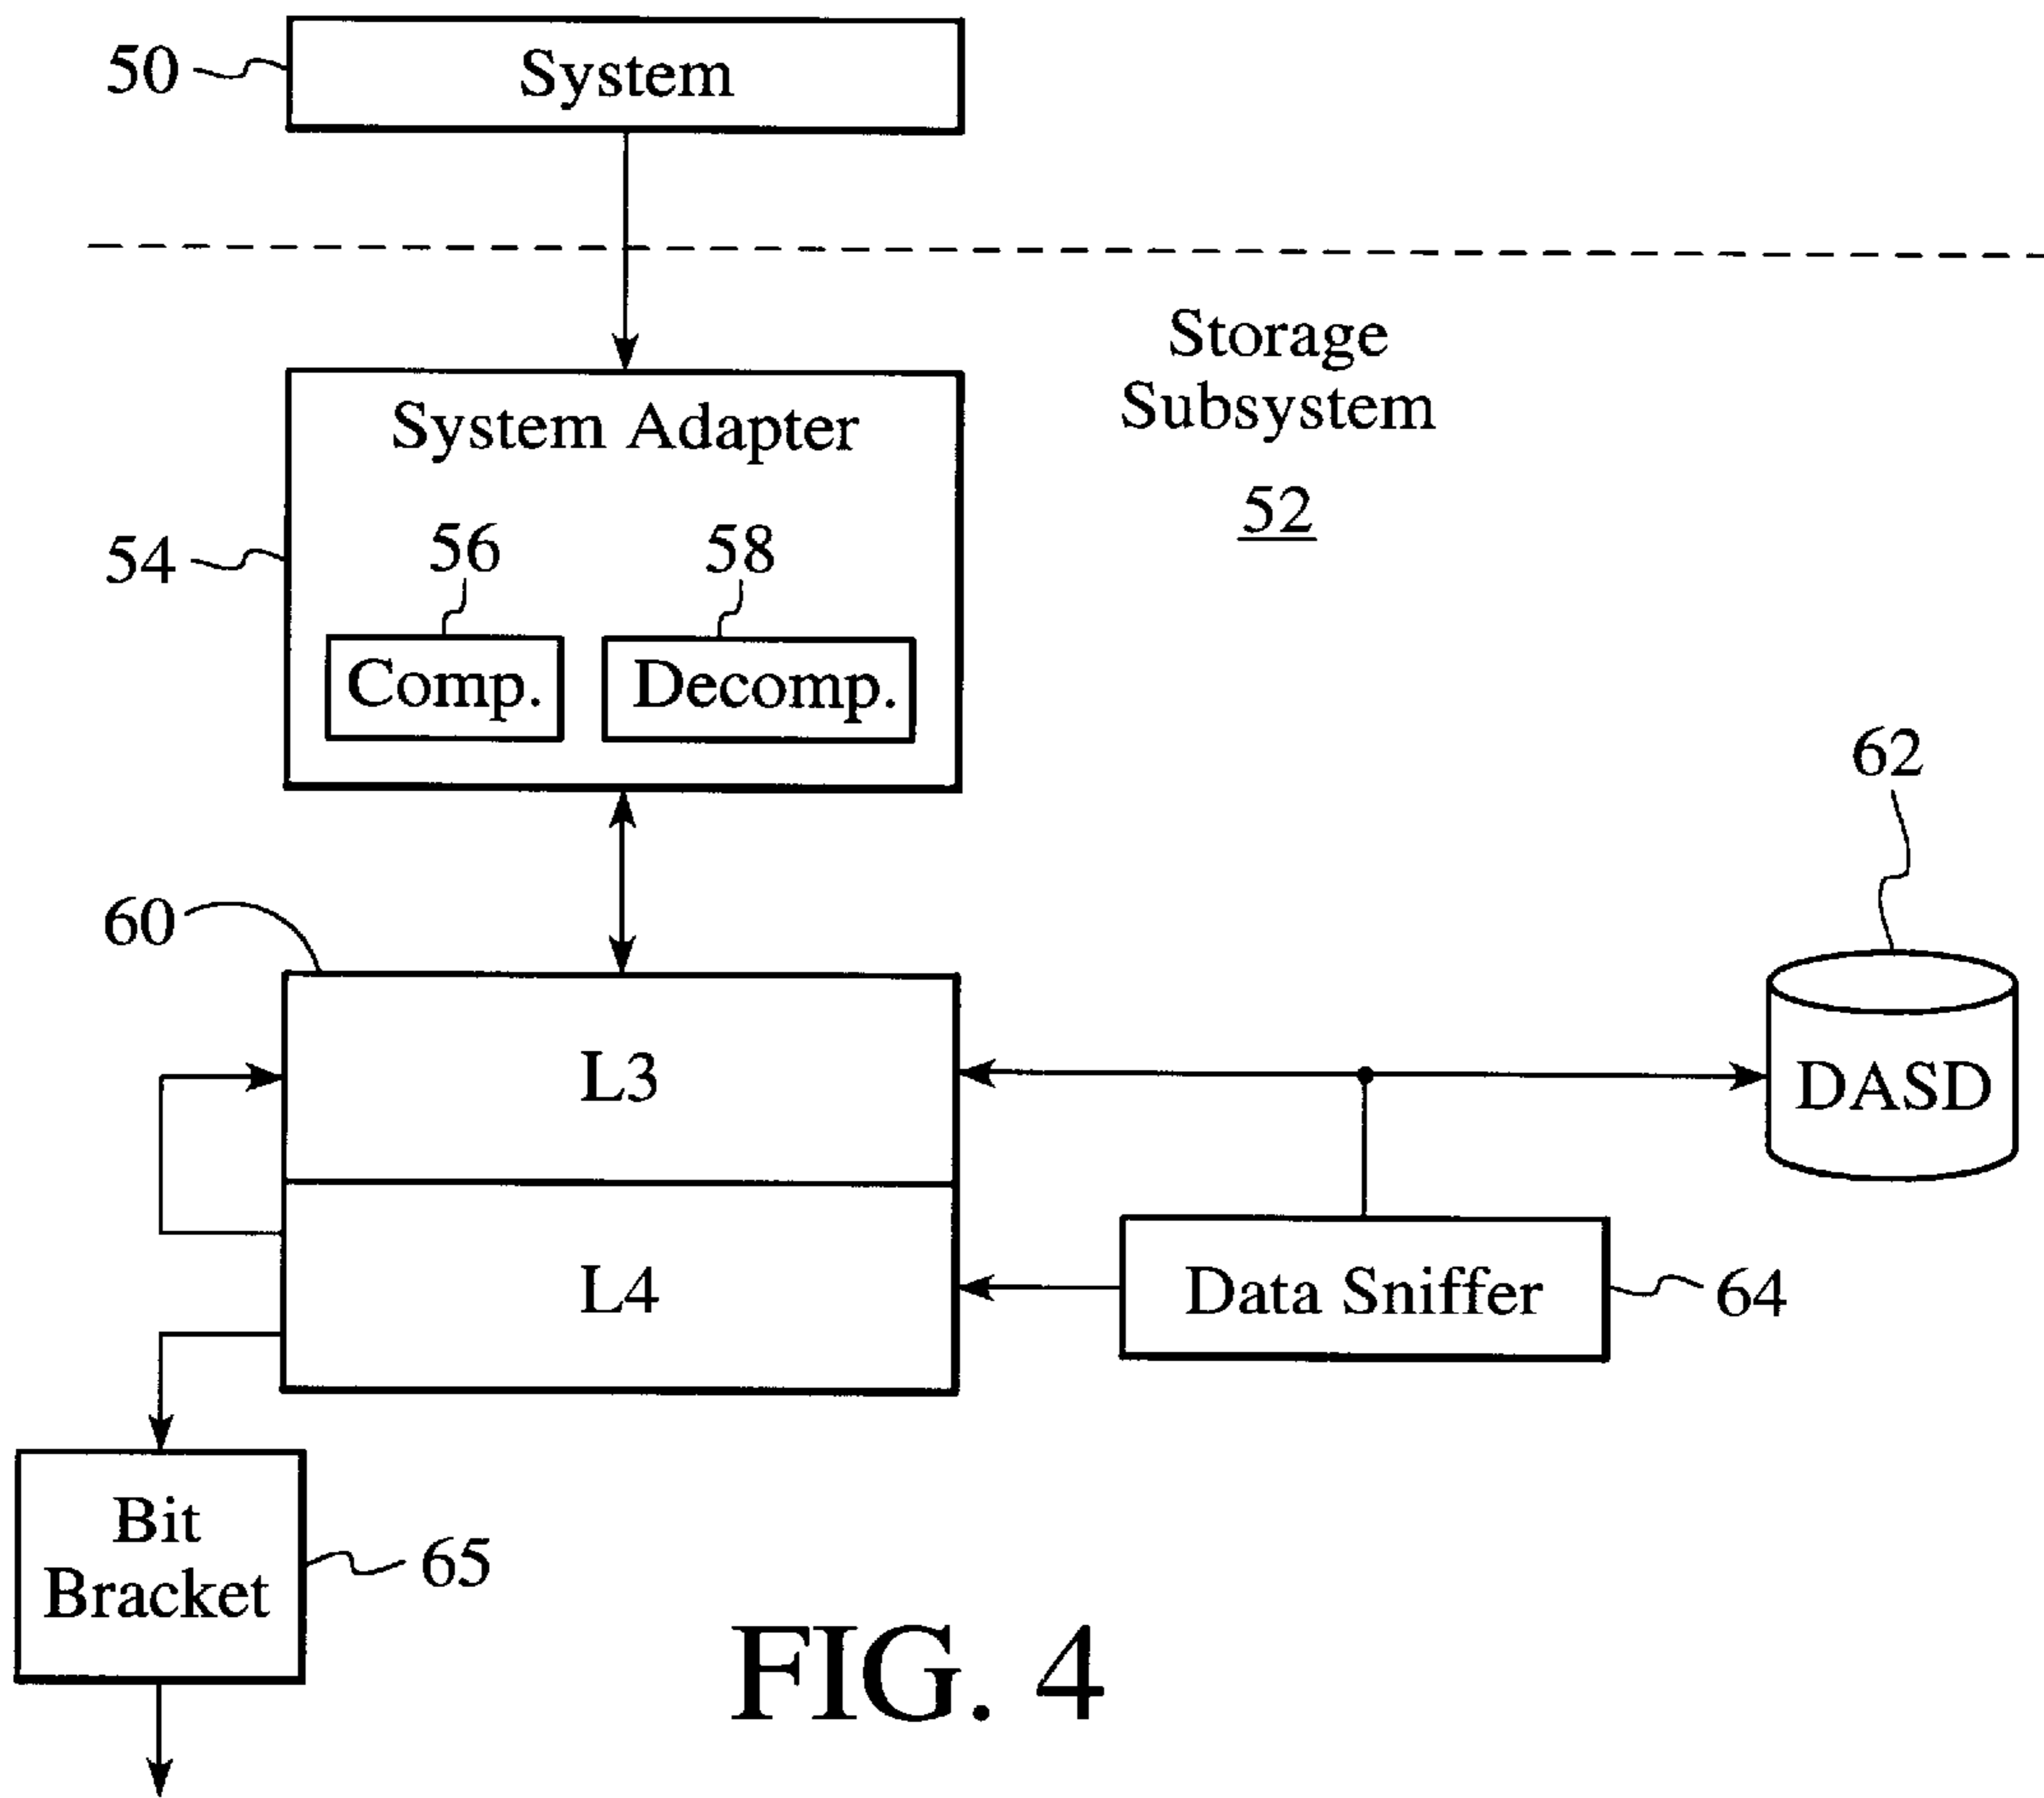 50
System
Storage
Subsystem
52
System Adapter
54
56
58
Comp.
Decomp.
62
60
L3
DASD
L4
Data Sniffer
64
Bit
Bracket
65
FIG. 4